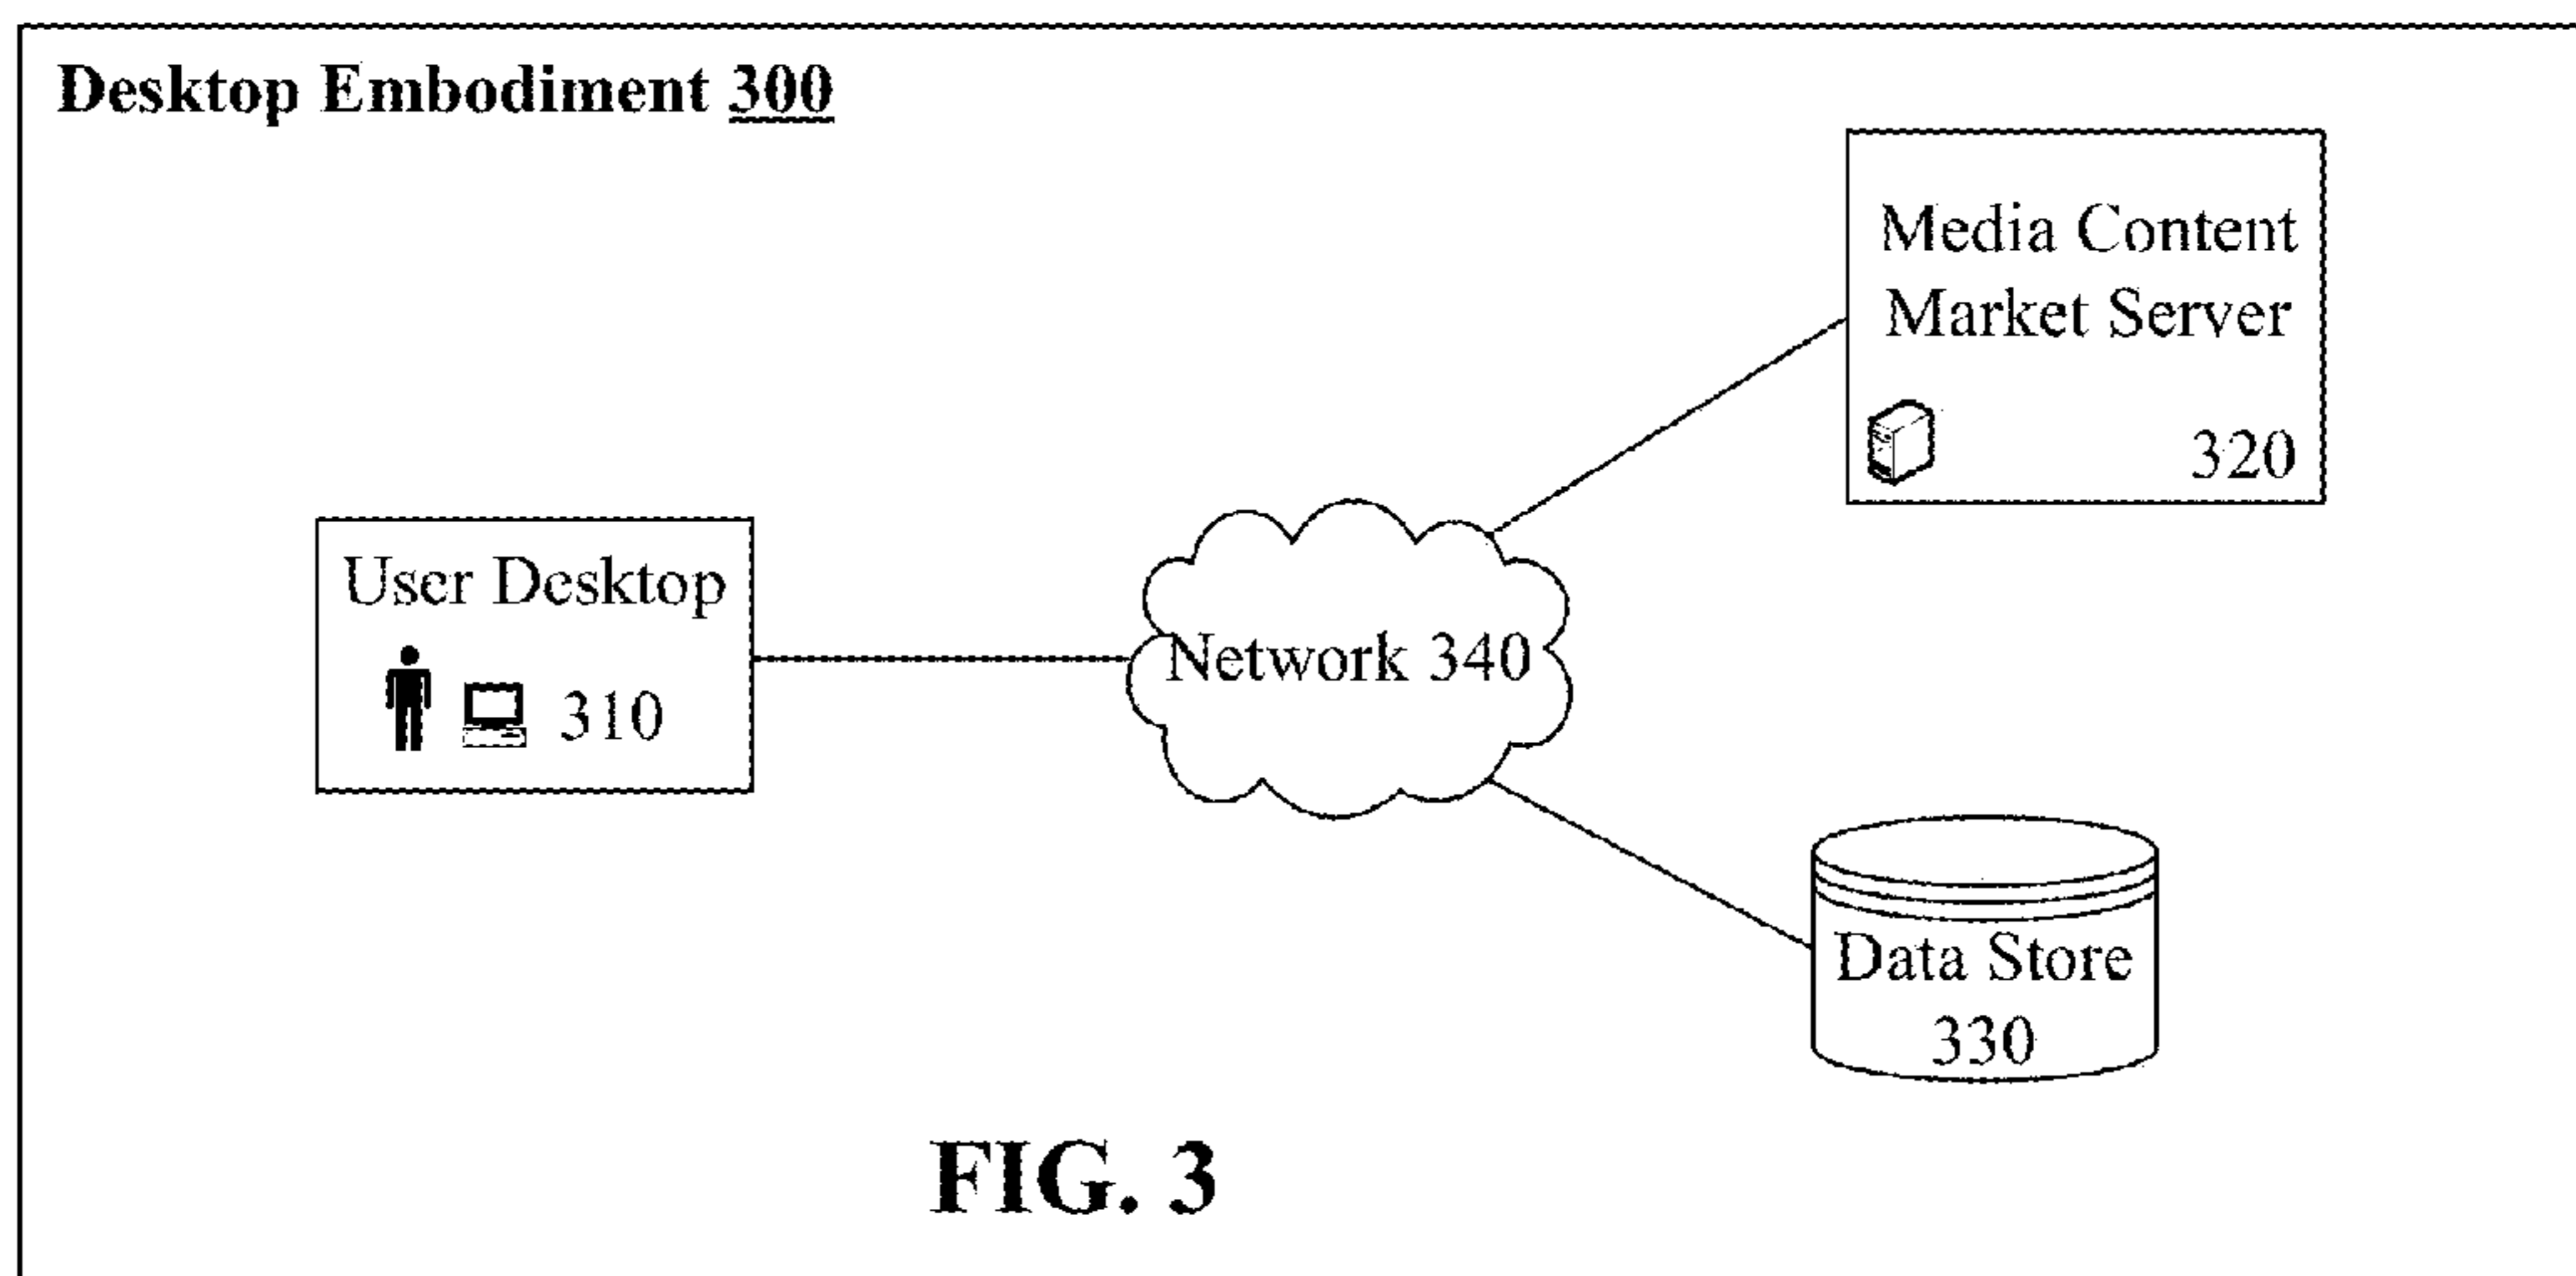 Desktop Embodiment 300
Media Content
Market Server
320
User Desktop
310
Network 340
Data Store
330
FIG. 3